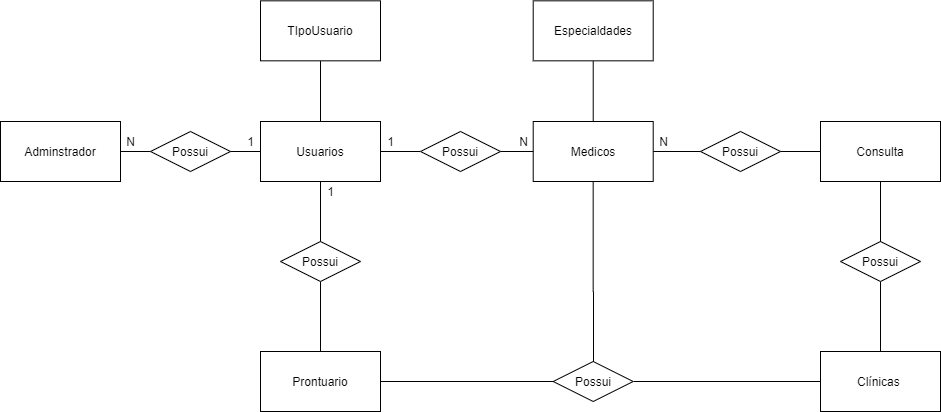 TIpoUsuario
Especialdades
Adminstrador
N
Possui
1
Usuarios
1
Possui
N
Medicos
N
Possui
Consulta
1
Possui
Possui
Prontuario
Possui
Clínicas